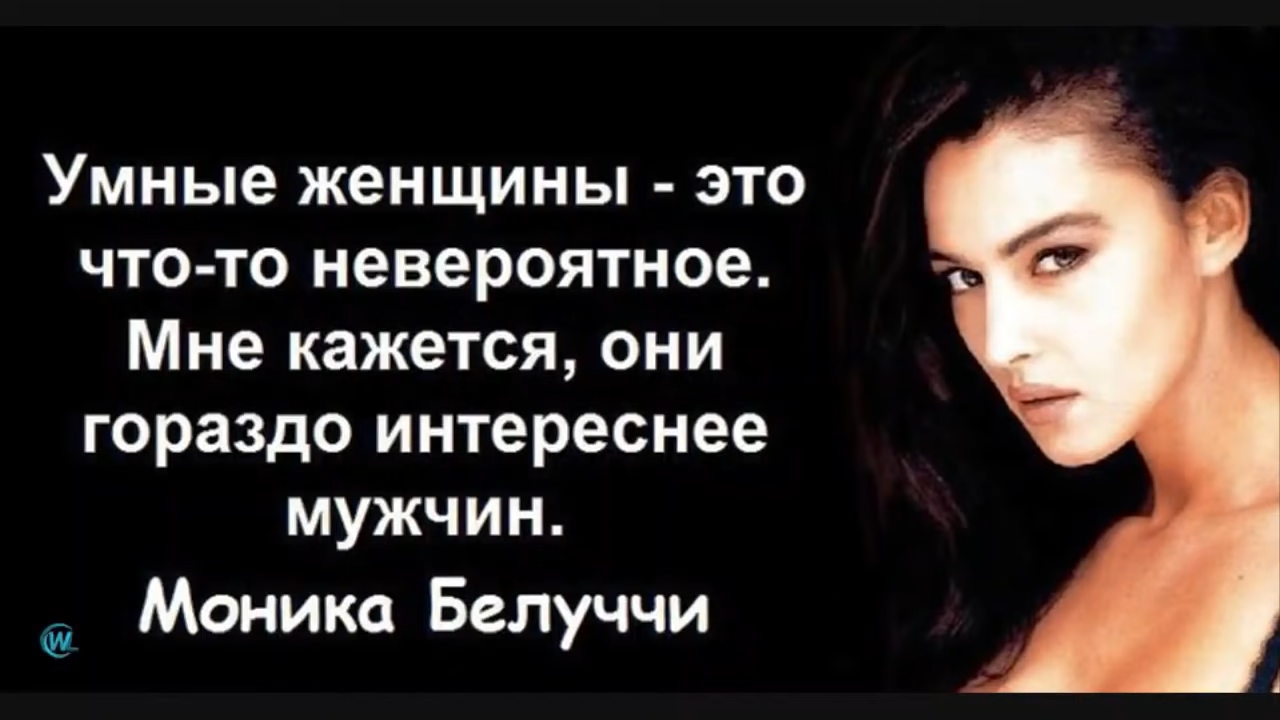 Умные женщины - это
что-то невероятное.
Мне кажется, они
гораздо интереснее
мужчин.
Моника Белуччи
W